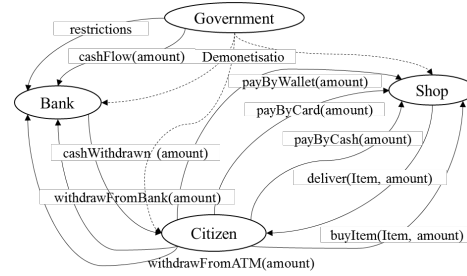 Government
restrictions
cashFlow(amount)
Demonetisatio
payByWallet(amount)
Bank
Shop
payByCard(amount)
payByCash(amount)
cashWithdrawn (amount)
deliver(Item, amount)
withdrawFromBank(amount)
Citizen
buyItem(Item, amount)
withdrawFromATM(amount)